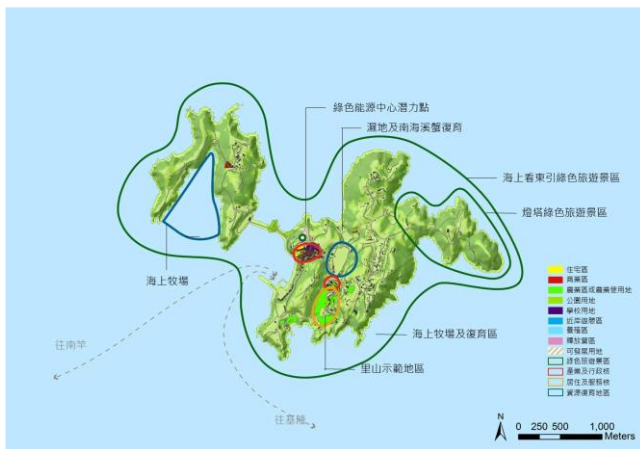 綠色能源中心潛力點
濕地及南海溪蟹復育
海上看東引綠色旅遊景區
燈塔綠色旅遊景區
海上牧場
海上牧場及復育區
里山示範地區
往南竿
往基隆
住宅區
商業區
農業區或農業使用地
公園用地
學校用地
近岸遊憩區
養殖區
釋放量區
可發展用地
綠色旅遊景區
產業及行政核
居住及服務核
資源復育地區
N
0 250 500 1,000
Meters